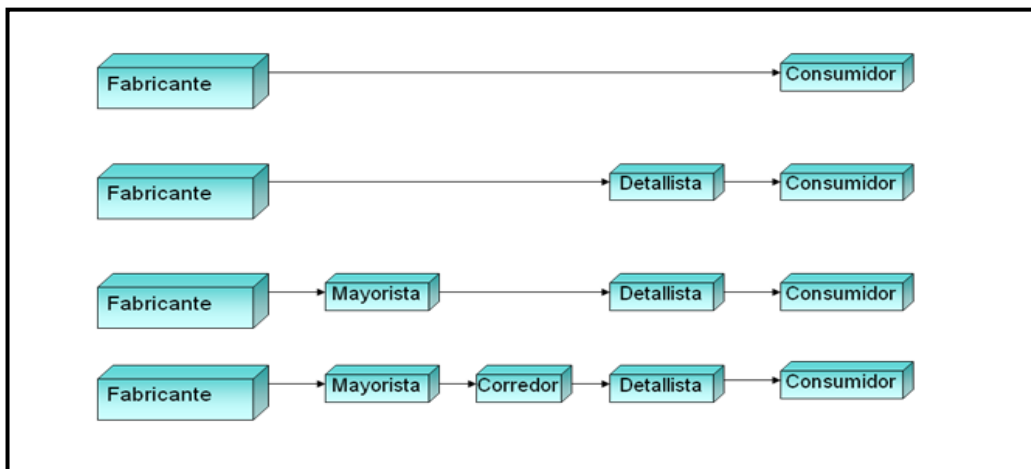 Fabricante
Consumidor
Fabricante
Detallista
Consumidor
Fabricante
Mayorista
Detallista
Consumidor
Fabricante
Mayorista
Corredor
Detallista
Consumidor